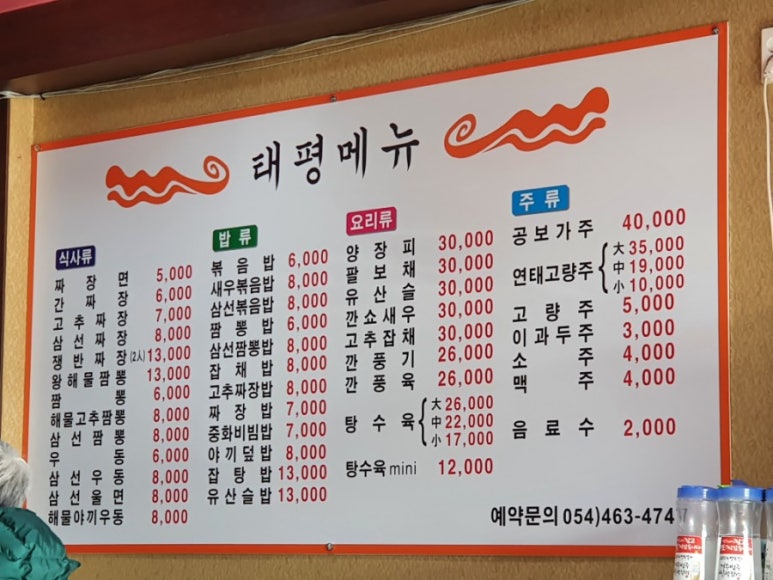 태평메뉴
식사류
짜장면 5,000
간짜장 6,000
고추짜장 7,000
삼선짜장 8,000
쟁반짜장(2人) 13,000
왕해물짬뽕 13,000
짬뽕 6,000
해물고추짬뽕 8,000
삼선짬뽕 8,000
우동 6,000
삼선우동 8,000
삼선울면 8,000
해물야끼우동 8,000
밥류
볶음밥 6,000
새우볶음밥 8,000
삼선볶음밥 8,000
짬뽕밥 6,000
삼선짬뽕밥 8,000
잡채밥 8,000
고추짜장밥 8,000
짜장밥 7,000
중화비빔밥 7,000
야끼덮밥 8,000
잡탕밥 13,000
유산슬밥 13,000
요리류
양장피 30,000
팔보채 30,000
유산슬 30,000
깐쇼새우 30,000
고추잡채 30,000
깐풍기 26,000
깐풍육 26,000
탕수육 大 26,000
中 22,000
小 17,000
탕수육mini 12,000
주류
공보가주 40,000
연태고량주 大 35,000
中 19,000
小 10,000
고량주 5,000
이과두주 3,000
소주 4,000
맥주 4,000
음료수 2,000
예약문의 054)463-474